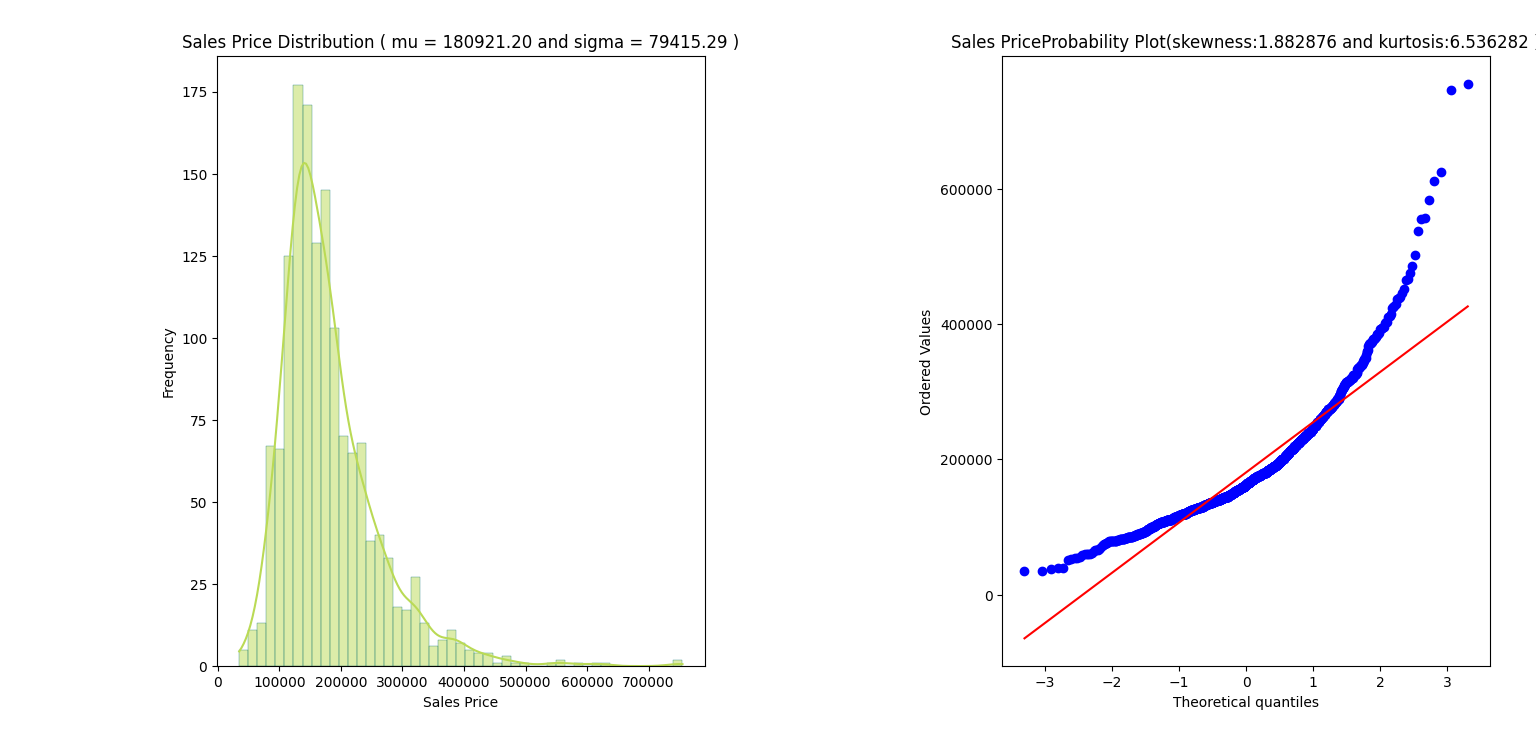 Sales Price Distribution ( mu = 180921.20 and sigma = 79415.29 )
175
150
125
100
75
50
25
0
Frequency
0 100000 200000 300000 400000 500000 600000 700000
Sales Price
Sales PriceProbability Plot(skewness:1.882876 and kurtosis:6.536282 )
600000
400000
200000
0
Ordered Values
−3 −2 −1 0 1 2 3
Theoretical quantiles